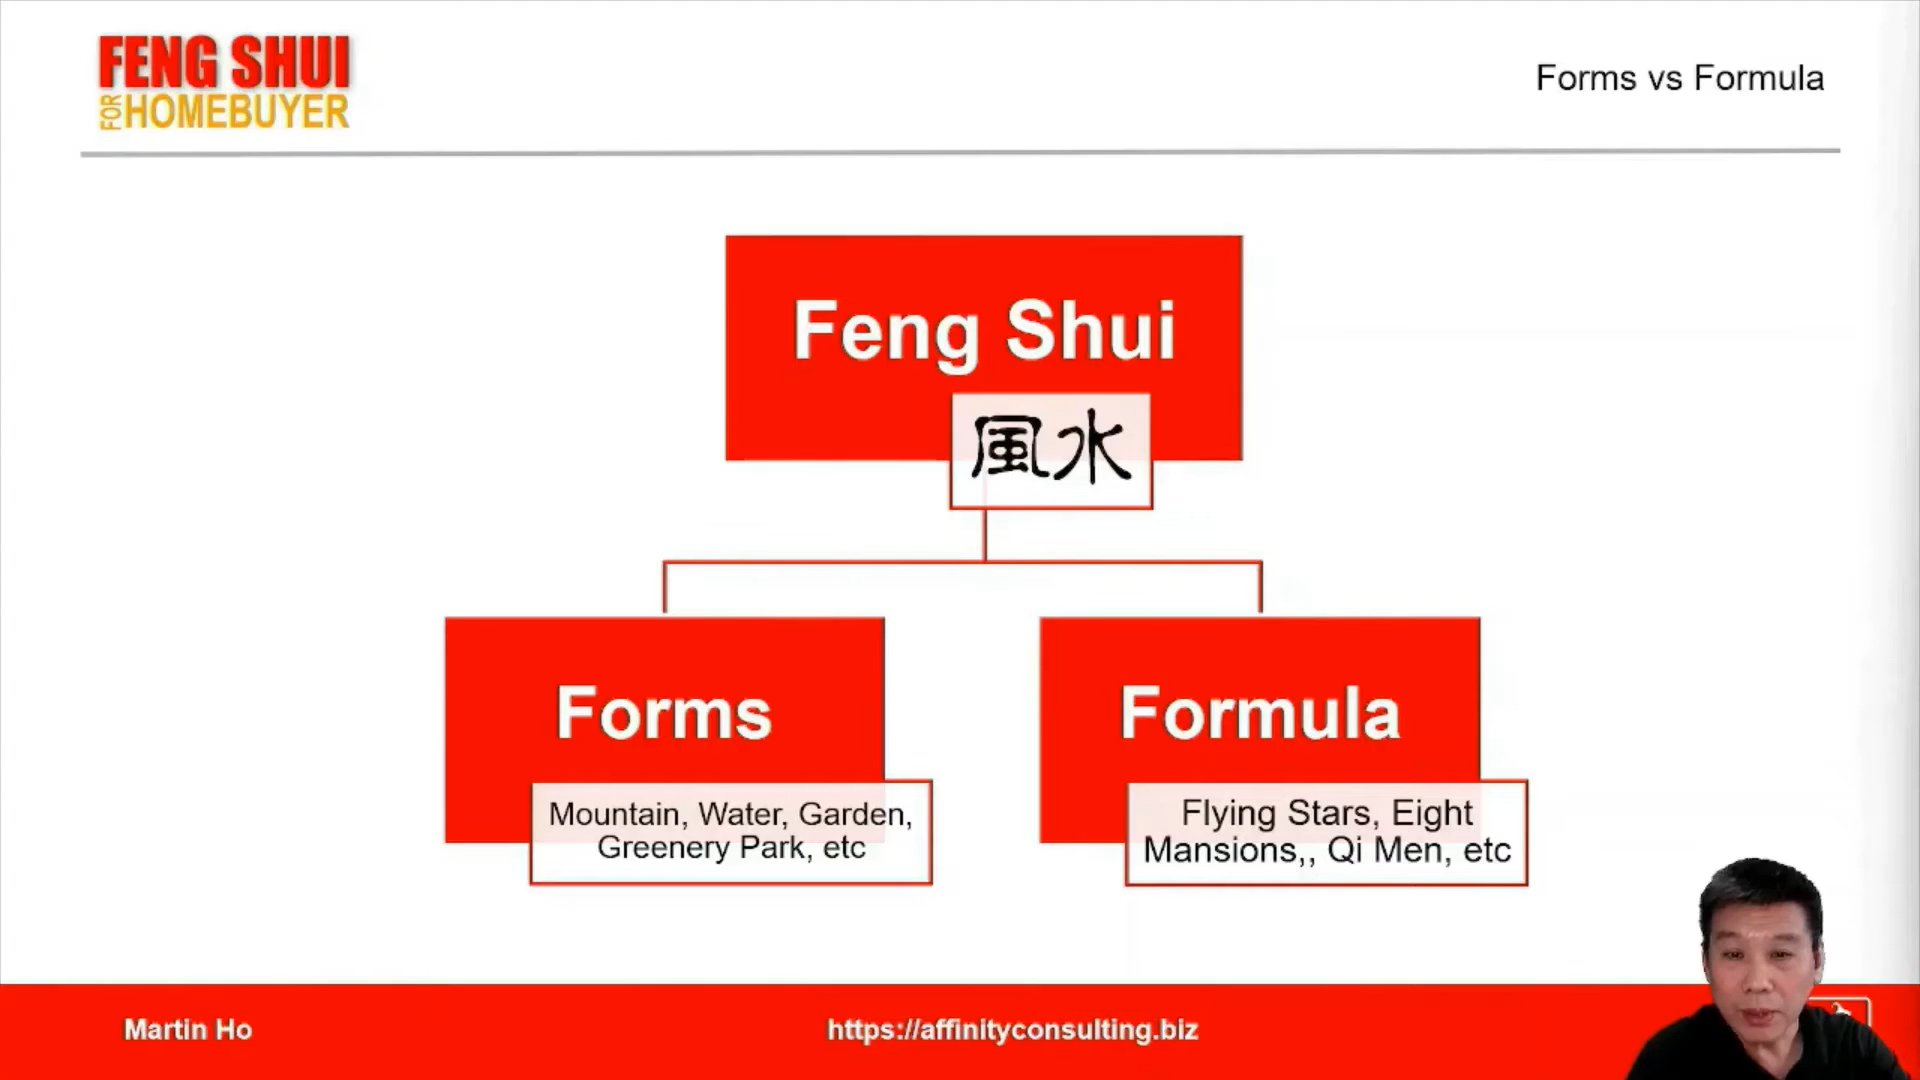 FENG SHUI
FOR HOMEBUYER
Forms vs Formula
Feng Shui
風水
Forms
Mountain, Water, Garden,
Greenery Park, etc
Formula
Flying Stars, Eight
Mansions,, Qi Men, etc
Martin Ho
https://affinityconsulting.biz